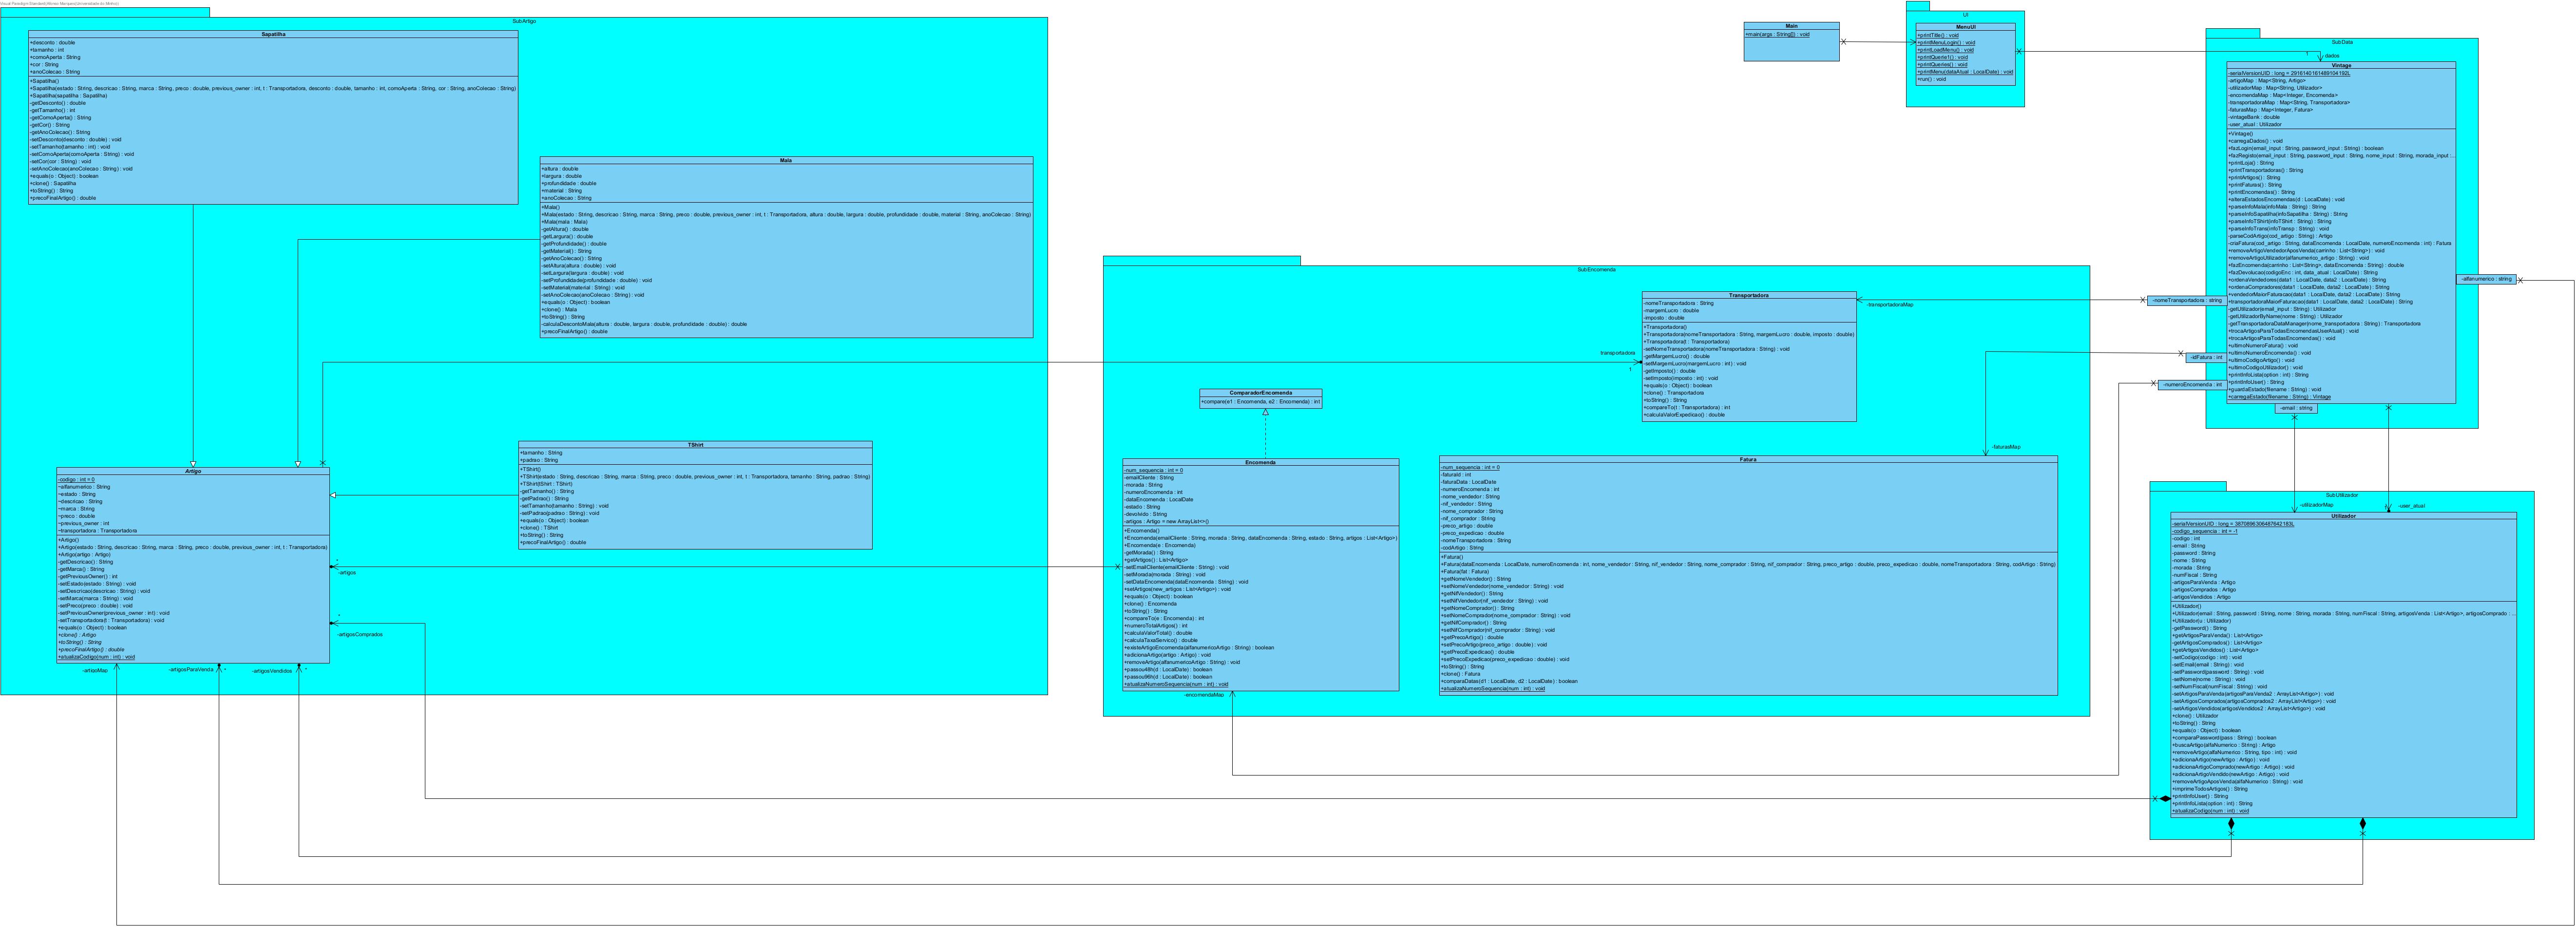 Visual Paradigm Standard(Afonso Marques(Universidade do Minho))
SubArtigo
Sapatilha
+desconto : double
+tamanho : int
+comoAperta : String
+cor : String
+anoColecao : String
+Sapatilha()
+Sapatilha(estado : String, descricao : String, marca : String, preco : double, previous_owner : int, t : Transportadora, desconto : double, tamanho : int, comoAperta : String, cor : String, anoColecao : String)
+Sapatilha(sapatilha : Sapatilha)
-getDesconto() : double
-getTamanho() : int
-getComoAperta() : String
-getCor() : String
-getAnoColecao() : String
-setDesconto(desconto : double) : void
-setTamanho(tamanho : int) : void
-setComoAperta(comoAperta : String) : void
-setCor(cor : String) : void
-setAnoColecao(anoColecao : String) : void
+equals(o : Object) : boolean
+clone() : Sapatilha
+toString() : String
+precoFinalArtigo() : double
Mala
+altura : double
+largura : double
+profundidade : double
+material : String
+anoColecao : String
+Mala()
+Mala(estado : String, descricao : String, marca : String, preco : double, previous_owner : int, t : Transportadora, altura : double, largura : double, profundidade : double, material : String, anoColecao : String)
+Mala(mala : Mala)
-getAltura() : double
-getLargura() : double
-getProfundidade() : double
-getMaterial() : String
-getAnoColecao() : String
-setAltura(altura : double) : void
-setLargura(largura : double) : void
-setProfundidade(profundidade : double) : void
-setMaterial(material : String) : void
-setAnoColecao(anoColecao : String) : void
+equals(o : Object) : boolean
+clone() : Mala
+toString() : String
-calculaDescontoMala(altura : double, largura : double, profundidade : double) : double
+precoFinalArtigo() : double
TShirt
+tamanho : String
+padrao : String
+TShirt()
+TShirt(estado : String, descricao : String, marca : String, preco : double, previous_owner : int, t : Transportadora, tamanho : String, padrao : String)
+TShirt(tShirt : TShirt)
-getTamanho() : String
-getPadrao() : String
-setTamanho(tamanho : String) : void
-setPadrao(padrao : String) : void
+equals(o : Object) : boolean
+clone() : TShirt
+toString() : String
+precoFinalArtigo() : double
Artigo
-codigo : int = 0
~alfanumerico : String
~estado : String
~descricao : String
~marca : String
~preco : double
~previous_owner : int
~transportadora : Transportadora
+Artigo()
+Artigo(estado : String, descricao : String, marca : String, preco : double, previous_owner : int, t : Transportadora)
+Artigo(artigo : Artigo)
-getDescricao() : String
-getMarca() : String
-getPreviousOwner() : int
-setEstado(estado : String) : void
-setDescricao(descricao : String) : void
-setMarca(marca : String) : void
-setPreco(preco : double) : void
-setPreviousOwner(previous_owner : int) : void
-setTransportadora(t : Transportadora) : void
+equals(o : Object) : boolean
+clone() : Artigo
+toString() : String
+precoFinalArtigo() : double
+atualizaCodigo(num : int) : void
-artigoMap
-artigosParaVenda
*
-artigosVendidos
*
*
-artigos
*
-artigosComprados
SubEncomenda
transportadora
1
-transportadoraMap
Transportadora
-nomeTransportadora : String
-margemLucro : double
-imposto : double
+Transportadora()
+Transportadora(nomeTransportadora : String, margemLucro : double, imposto : double)
+Transportadora(t : Transportadora)
-setNomeTransportadora(nomeTransportadora : String) : void
-getMargemLucro() : double
-setMargemLucro(margemLucro : int) : void
-getImposto() : double
-setImposto(imposto : int) : void
+equals(o : Object) : boolean
+clone() : Transportadora
+toString() : String
+compareTo(t : Transportadora) : int
+calculaValorExpedicao() : double
ComparadorEncomenda
+compare(e1 : Encomenda, e2 : Encomenda) : int
Encomenda
-num_sequencia : int = 0
-emailCliente : String
-morada : String
-numeroEncomenda : int
-dataEncomenda : LocalDate
-estado : String
-devolvido : String
-artigos : Artigo = new ArrayList<>()
+Encomenda()
+Encomenda(emailCliente : String, morada : String, dataEncomenda : String, estado : String, artigos : List<Artigo>)
+Encomenda(e : Encomenda)
-getMorada() : String
+getArtigos() : List<Artigo>
-setEmailCliente(emailCliente : String) : void
-setMorada(morada : String) : void
-setDataEncomenda(dataEncomenda : String) : void
+setArtigos(new_artigos : List<Artigo>) : void
+equals(o : Object) : boolean
+clone() : Encomenda
+toString() : String
+compareTo(e : Encomenda) : int
+numeroTotalArtigos() : int
+calculaValorTotal() : double
+calculaTaxaServico() : double
+existeArtigoEncomenda(alfanumericoArtigo : String) : boolean
+adicionaArtigo(artigo : Artigo) : void
+removeArtigo(alfanumericoArtigo : String) : void
+passou48h(d : LocalDate) : boolean
+passou96h(d : LocalDate) : boolean
+atualizaNumeroSequencia(num : int) : void
-encomendaMap
-faturasMap
Fatura
-num_sequencia : int = 0
-faturaId : int
-faturaData : LocalDate
-numeroEncomenda : int
-nome_vendedor : String
-nif_vendedor : String
-nome_comprador : String
-nif_comprador : String
-preco_artigo : double
-preco_expedicao : double
-nomeTransportadora : String
-codArtigo : String
+Fatura()
+Fatura(dataEncomenda : LocalDate, numeroEncomenda : int, nome_vendedor : String, nif_vendedor : String, nome_comprador : String, nif_comprador : String, preco_artigo : double, preco_expedicao : double, nomeTransportadora : String, codArtigo : String)
+Fatura(fat : Fatura)
+getNomeVendedor() : String
+setNomeVendedor(nome_vendedor : String) : void
+getNifVendedor() : String
+setNifVendedor(nif_vendedor : String) : void
+getNomeComprador() : String
+setNomeComprador(nome_comprador : String) : void
+getNifComprador() : String
+setNifComprador(nif_comprador : String) : void
+getPrecoArtigo() : double
+setPrecoArtigo(preco_artigo : double) : void
+getPrecoExpedicao() : double
+setPrecoExpedicao(preco_expedicao : double) : void
+toString() : String
+clone() : Fatura
+comparaDatas(d1 : LocalDate, d2 : LocalDate) : boolean
+atualizaNumeroSequencia(num : int) : void
Main
+main(args : String[]) : void
UI
MenuUI
+printTitle() : void
+printMenuLogin() : void
+printLoadMenu() : void
+printQuerie1() : void
+printQueries() : void
+printMenu(dataAtual : LocalDate) : void
+run() : void
SubData
1
-dados
Vintage
-serialVersionUID : long = 2916140161489104192L
-artigoMap : Map<String, Artigo>
-utilizadorMap : Map<String, Utilizador>
-encomendaMap : Map<Integer, Encomenda>
-transportadoraMap : Map<String, Transportadora>
-faturasMap : Map<Integer, Fatura>
-vintageBank : double
-user_atual : Utilizador
+Vintage()
+carregaDados() : void
+fazLogin(email_input : String, password_input : String) : boolean
+fazRegisto(email_input : String, password_input : String, nome_input : String, morada_input :...
+printLoja() : String
+printTransportadoras() : String
+printArtigos() : String
+printFaturas() : String
+printEncomendas() : String
+alteraEstadosEncomendas(d : LocalDate) : void
+parseInfoMala(infoMala : String) : String
+parseInfoSapatilha(infoSapatilha : String) : String
+parseInfoTShirt(infoTShirt : String) : String
+parseInfoTrans(infoTransp : String) : void
-parseCodArtigo(cod_artigo : String) : Artigo
-criaFatura(cod_artigo : String, dataEncomenda : LocalDate, numeroEncomenda : int) : Fatura
+removeArtigoVendedorAposVenda(carrinho : List<String>) : void
+removeArtigoUtilizador(alfanumerico_artigo : String) : void
+fazEncomenda(carrinho : List<String>, dataEncomenda : String) : double
+fazDevolucao(codigoEnc : int, data_atual : LocalDate) : String
+ordenaVendedores(data1 : LocalDate, data2 : LocalDate) : String
+ordenaCompradores(data1 : LocalDate, data2 : LocalDate) : String
+vendedorMaiorFaturacao(data1 : LocalDate, data2 : LocalDate) : String
+transportadoraMaiorFaturacao(data1 : LocalDate, data2 : LocalDate) : String
-getUtilizador(email_input : String) : Utilizador
-getUtilizadorByName(nome : String) : Utilizador
-getTransportadoraDataManager(nome_transportadora : String) : Transportadora
+trocaArtigosParaTodasEncomendasUserAtual() : void
+trocaArtigosParaTodasEncomendas() : void
+ultimoNumeroFatura() : void
+ultimoNumeroEncomenda() : void
+ultimoCodigoArtigo() : void
+ultimoCodigoUtilizador() : void
+printInfoLista(option : int) : String
+printInfoUser() : String
+guardaEstado(filename : String) : void
+carregaEstado(filename : String) : Vintage
-alfanumerico : string
-nomeTransportadora : string
-idFatura : int
-numeroEncomenda : int
-email : string
SubUtilizador
-utilizadorMap
-user_atual
Utilizador
-serialVersionUID : long = 3870896306487642183L
-codigo_sequencia : int = -1
-codigo : int
-email : String
-password : String
-nome : String
-morada : String
-numFiscal : String
-artigosParaVenda : Artigo
-artigosComprados : Artigo
-artigosVendidos : Artigo
+Utilizador()
+Utilizador(email : String, password : String, nome : String, morada : String, numFiscal : String, artigosVenda : List<Artigo>, artigosComprado : ...
+Utilizador(u : Utilizador)
-getPassword() : String
+getArtigosParaVenda() : List<Artigo>
-getArtigosComprados() : List<Artigo>
+getArtigosVendidos() : List<Artigo>
-setCodigo(codigo : int) : void
-setEmail(email : String) : void
-setPassword(password : String) : void
-setNome(nome : String) : void
-setNumFiscal(numFiscal : String) : void
-setArtigosParaVenda(artigosParaVenda2 : ArrayList<Artigo>) : void
-setArtigosComprados(artigosComprados2 : ArrayList<Artigo>) : void
-setArtigosVendidos(artigosVendidos2 : ArrayList<Artigo>) : void
+clone() : Utilizador
+toString() : String
+equals(o : Object) : boolean
+comparaPassword(pass : String) : boolean
+buscaArtigo(alfaNumerico : String) : Artigo
+removeArtigo(alfaNumerico : String, tipo : int) : void
+adicionaArtigo(newArtigo : Artigo) : void
+adicionaArtigoComprado(newArtigo : Artigo) : void
+adicionaArtigoVendido(newArtigo : Artigo) : void
+removeArtigoAposVenda(alfaNumerico : String) : void
+imprimeTodosArtigos() : String
+printInfoUser() : String
+printInfoLista(option : int) : String
+atualizaCodigo(num : int) : void